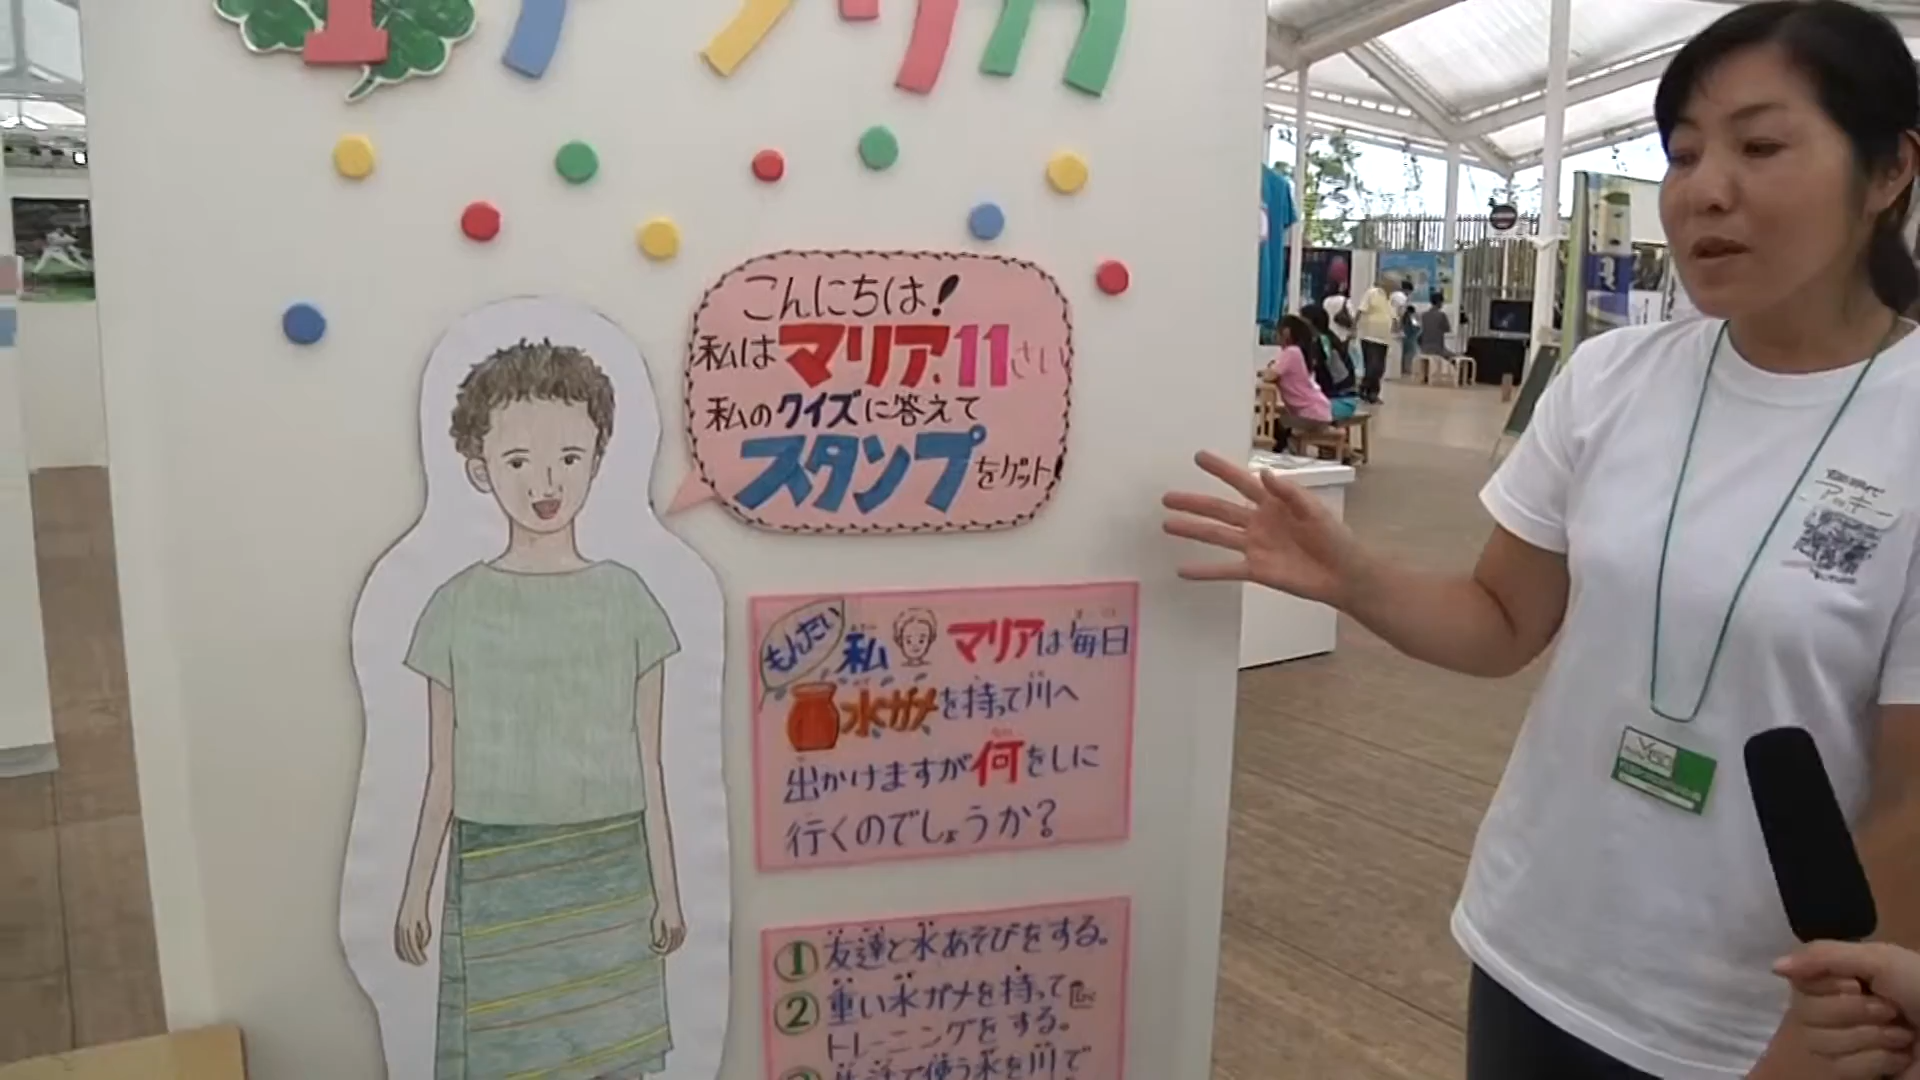 1
こんにちは!
私はマリア、11さい
私のクイズに答えて
スタンプをゲット!
もんだい
私 マリアは毎日
水ガメを持って川へ
出かけますが何をしに
行くのでしょうか?
①友達と水あそびをする。
②重い水ガメを持って
トレーニングをする。